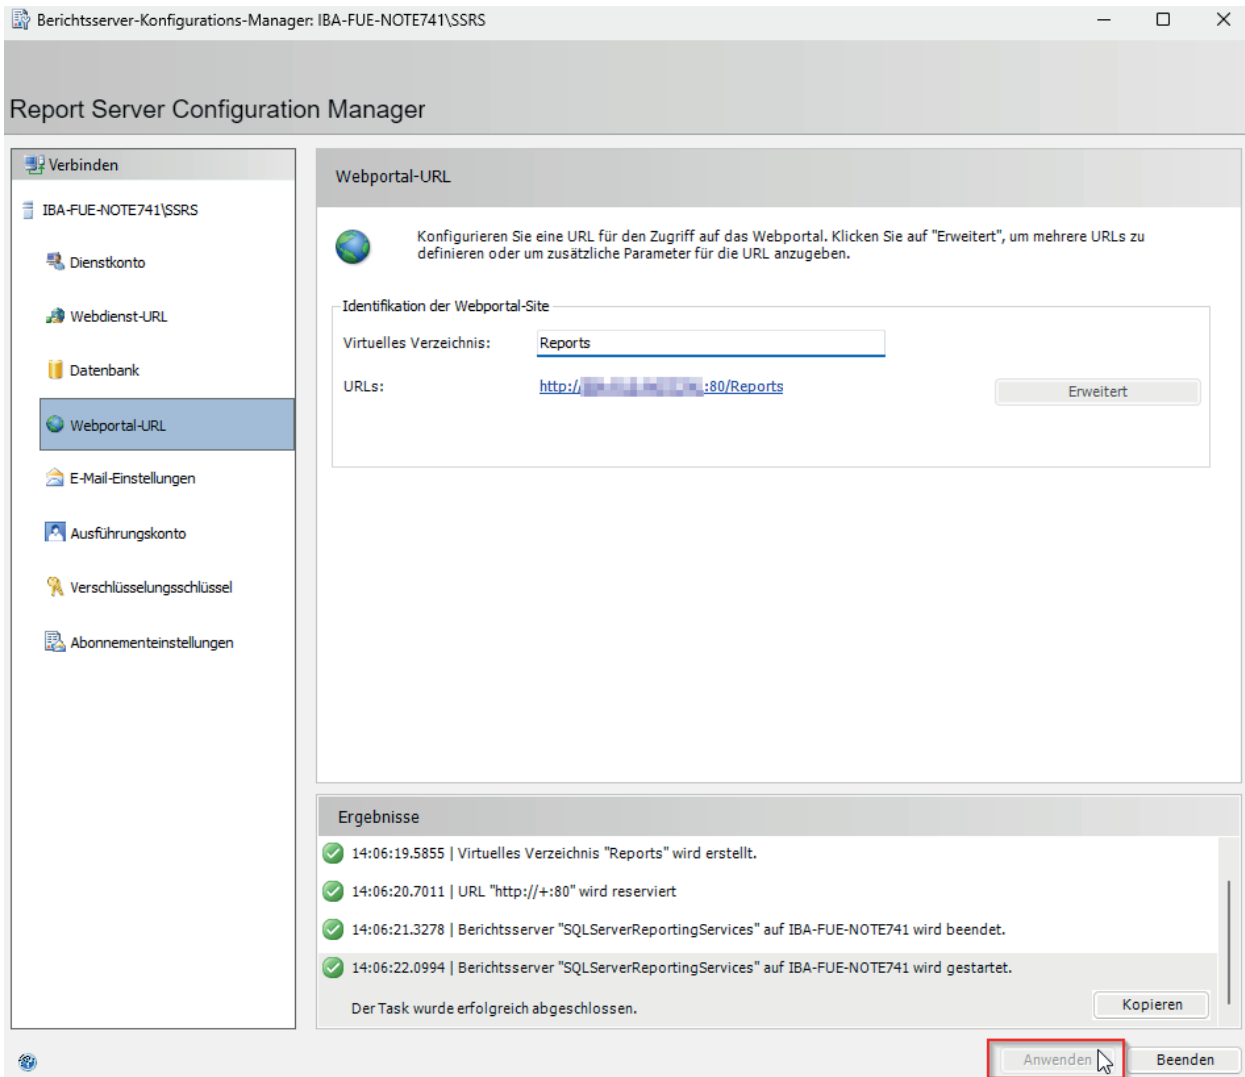 Berichtsserver-Konfigurations-Manager: IBA-FUE-NOTE741\SSRS
Report Server Configuration Manager
Verbinden
IBA-FUE-NOTE741\SSRS
Dienstkonto
Webdienst-URL
Datenbank
Webportal-URL
E-Mail-Einstellungen
Ausführungskonto
Verschlüsselungsschlüssel
Abonnementeinstellungen
Webportal-URL
Konfigurieren Sie eine URL für den Zugriff auf das Webportal. Klicken Sie auf "Erweitert", um mehrere URLs zu
definieren oder um zusätzliche Parameter für die URL anzugeben.
Identifikation der Webportal-Site
Virtuelles Verzeichnis: Reports
URLs: http:// :80/Reports
Erweitert
Ergebnisse
14:06:19.5855 | Virtuelles Verzeichnis "Reports" wird erstellt.
14:06:20.7011 | URL "http://+:80" wird reserviert
14:06:21.3278 | Berichtsserver "SQLServerReportingServices" auf IBA-FUE-NOTE741 wird beendet.
14:06:22.0994 | Berichtsserver "SQLServerReportingServices" auf IBA-FUE-NOTE741 wird gestartet.
Der Task wurde erfolgreich abgeschlossen.
Kopieren
Anwenden
Beenden